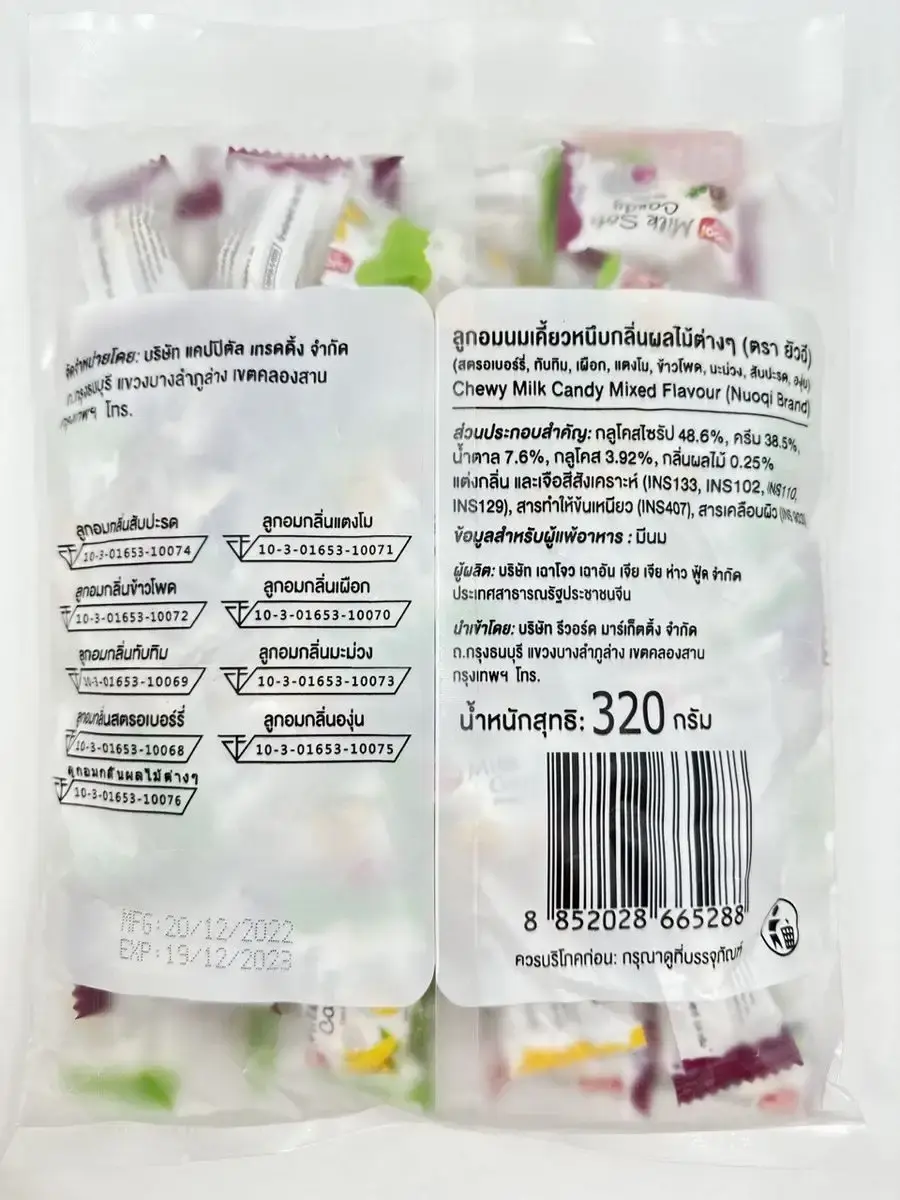 Milk Soft
Candy
จัดจำหน่ายโดย: บริษัท แคปปิตัล เทรดดิ้ง จำกัด
ถ.กรุงธนบุรี แขวงบางลำภูล่าง เขตคลองสาน
กรุงเทพฯ โทร.
ลูกอมกลิ่นสับปะรด
10-3-01653-10074
ลูกอมกลิ่นแตงโม
10-3-01653-10071
ลูกอมกลิ่นข้าวโพด
10-3-01653-10072
ลูกอมกลิ่นเผือก
10-3-01653-10070
ลูกอมกลิ่นทับทิม
10-3-01653-10069
ลูกอมกลิ่นมะม่วง
10-3-01653-10073
ลูกอมกลิ่นสตรอเบอร์รี่
10-3-01653-10068
ลูกอมกลิ่นองุ่น
10-3-01653-10075
ลูกอมกลิ่นผลไม้ต่างๆ
10-3-01653-10076
MFG:20/12/2022
EXP:19/12/2023
ลูกอมนมเคี้ยวหนึบกลิ่นผลไม้ต่างๆ (ตรา ยัวฉี)
(สตรอเบอร์รี่, ทับทิม, เผือก, แตงโม, ข้าวโพด, มะม่วง, สับปะรด, องุ่น)
Chewy Milk Candy Mixed Flavour (Nuoqi Brand)
ส่วนประกอบสำคัญ: กลูโคสไซรัป 48.6%, ครีม 38.5%,
น้ำตาล 7.6%, กลูโคส 3.92%, กลิ่นผลไม้ 0.25%
แต่งกลิ่น และเจือสีสังเคราะห์ (INS133, INS102, INS110,
INS129), สารทำให้ข้นเหนียว (INS407), สารเคลือบผิว
ข้อมูลสำหรับผู้แพ้อาหาร : มีนม
ผู้ผลิต: บริษัท เฉาโจว เฉาอัน เจีย เจีย ห่าว ฟู้ด จำกัด
ประเทศสาธารณรัฐประชาชนจีน
นำเข้าโดย: บริษัท รีวอร์ด มาร์เก็ตติ้ง จำกัด
ถ.กรุงธนบุรี แขวงบางลำภูล่าง เขตคลองสาน
กรุงเทพฯ โทร.
น้ำหนักสุทธิ: 320 กรัม
8 852028 665288
ควรบริโภคก่อน: กรุณาดูที่บรรจุภัณฑ์